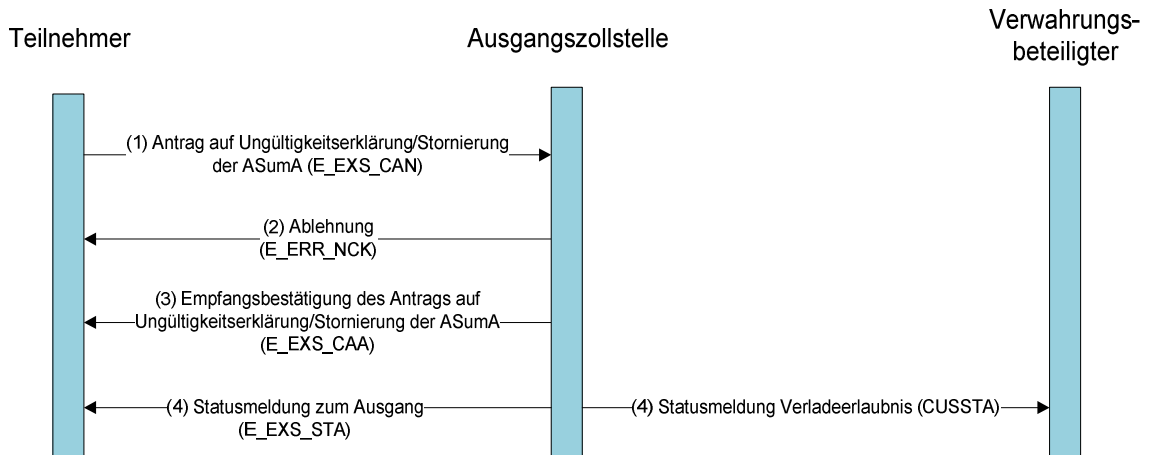 Teilnehmer
Ausgangszollstelle
Verwahrungs-
beteiligter
(1) Antrag auf Ungültigkeitserklärung/Stornierung
der ASumA (E_EXS_CAN)
(2) Ablehnung
(E_ERR_NCK)
(3) Empfangsbestätigung des Antrags auf
Ungültigkeitserklärung/Stornierung der ASumA
(E_EXS_CAA)
(4) Statusmeldung zum Ausgang
(E_EXS_STA)
(4) Statusmeldung Verladeerlaubnis (CUSSTA)